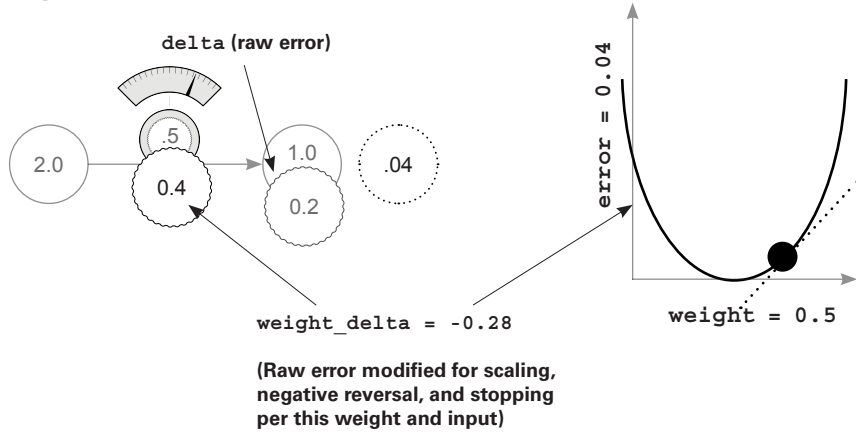 delta (raw error)
.5
2.0
1.0
.04
0.4
0.2
error = 0.04
weight_delta = -0.28
weight = 0.5
(Raw error modified for scaling,
negative reversal, and stopping
per this weight and input)